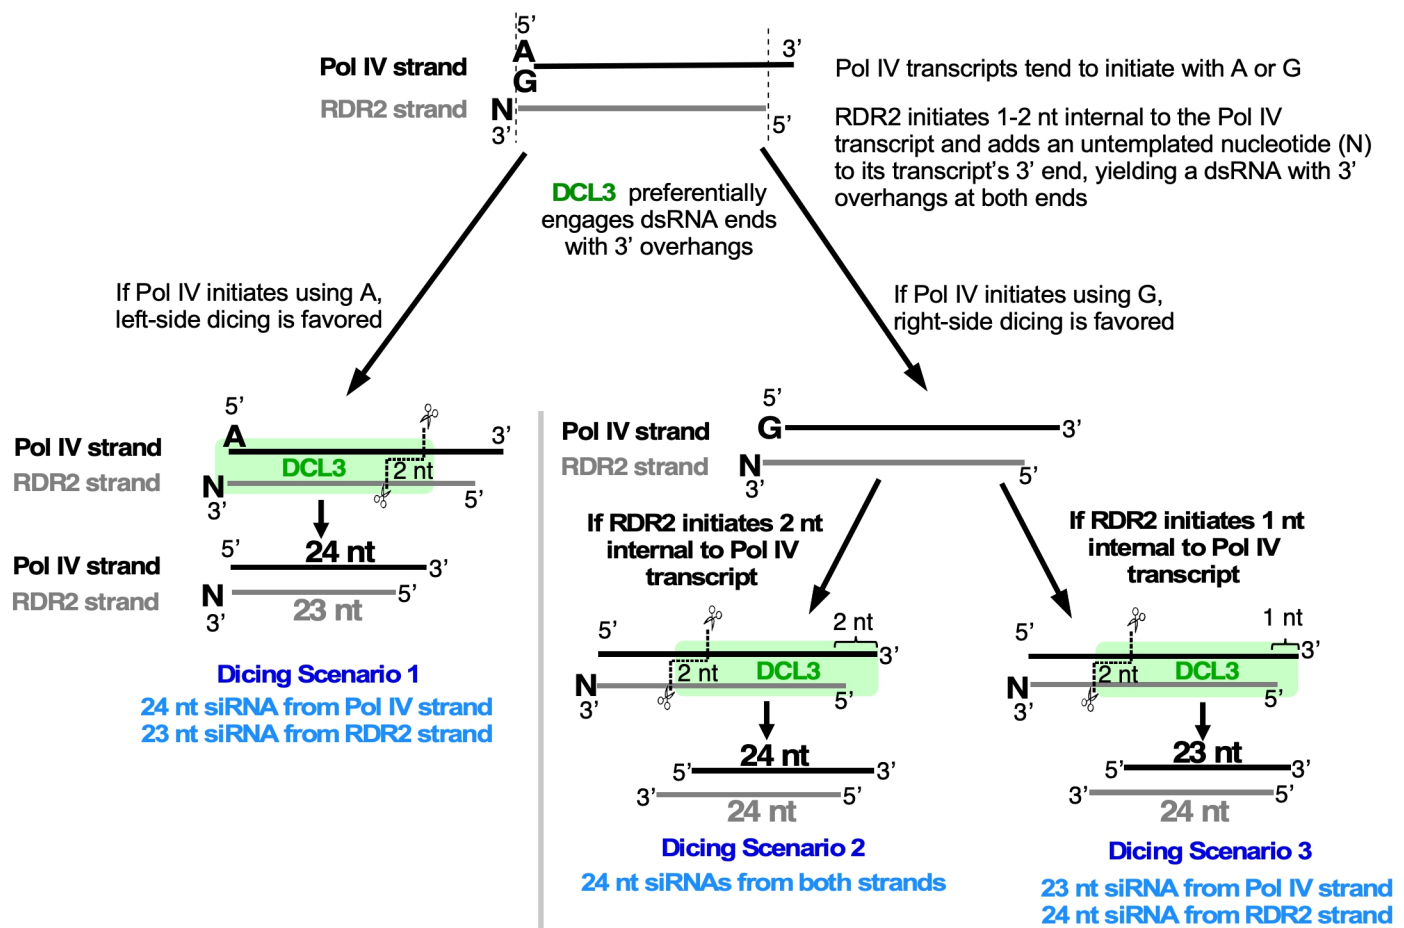 5’
A
G
3’
Pol IV strand
RDR2 strand
N
3’
5’
Pol IV transcripts tend to initiate with A or G
RDR2 initiates 1-2 nt internal to the Pol IV
transcript and adds an untemplated nucleotide (N)
to its transcript’s 3’ end, yielding a dsRNA with 3’
overhangs at both ends
DCL3 preferentially
engages dsRNA ends
with 3’ overhangs
If Pol IV initiates using A,
left-side dicing is favored
If Pol IV initiates using G,
right-side dicing is favored
5’
A
3’
Pol IV strand
RDR2 strand
DCL3
2 nt
N
3’
5’
5’
24 nt
Pol IV strand
3’
RDR2 strand
N
3’
5’
23 nt
Dicing Scenario 1
24 nt siRNA from Pol IV strand
23 nt siRNA from RDR2 strand
5’
Pol IV strand
G
3’
RDR2 strand
N
3’
5’
If RDR2 initiates 2 nt
internal to Pol IV
transcript
5’
2 nt
3’
2 nt
DCL3
N
3’
5’
24 nt
5’
3’
3’
5’
24 nt
Dicing Scenario 2
24 nt siRNAs from both strands
If RDR2 initiates 1 nt
internal to Pol IV
transcript
5’
1 nt
3’
2 nt
DCL3
N
3’
5’
23 nt
5’
3’
3’
5’
24 nt
Dicing Scenario 3
23 nt siRNA from Pol IV strand
24 nt siRNA from RDR2 strand